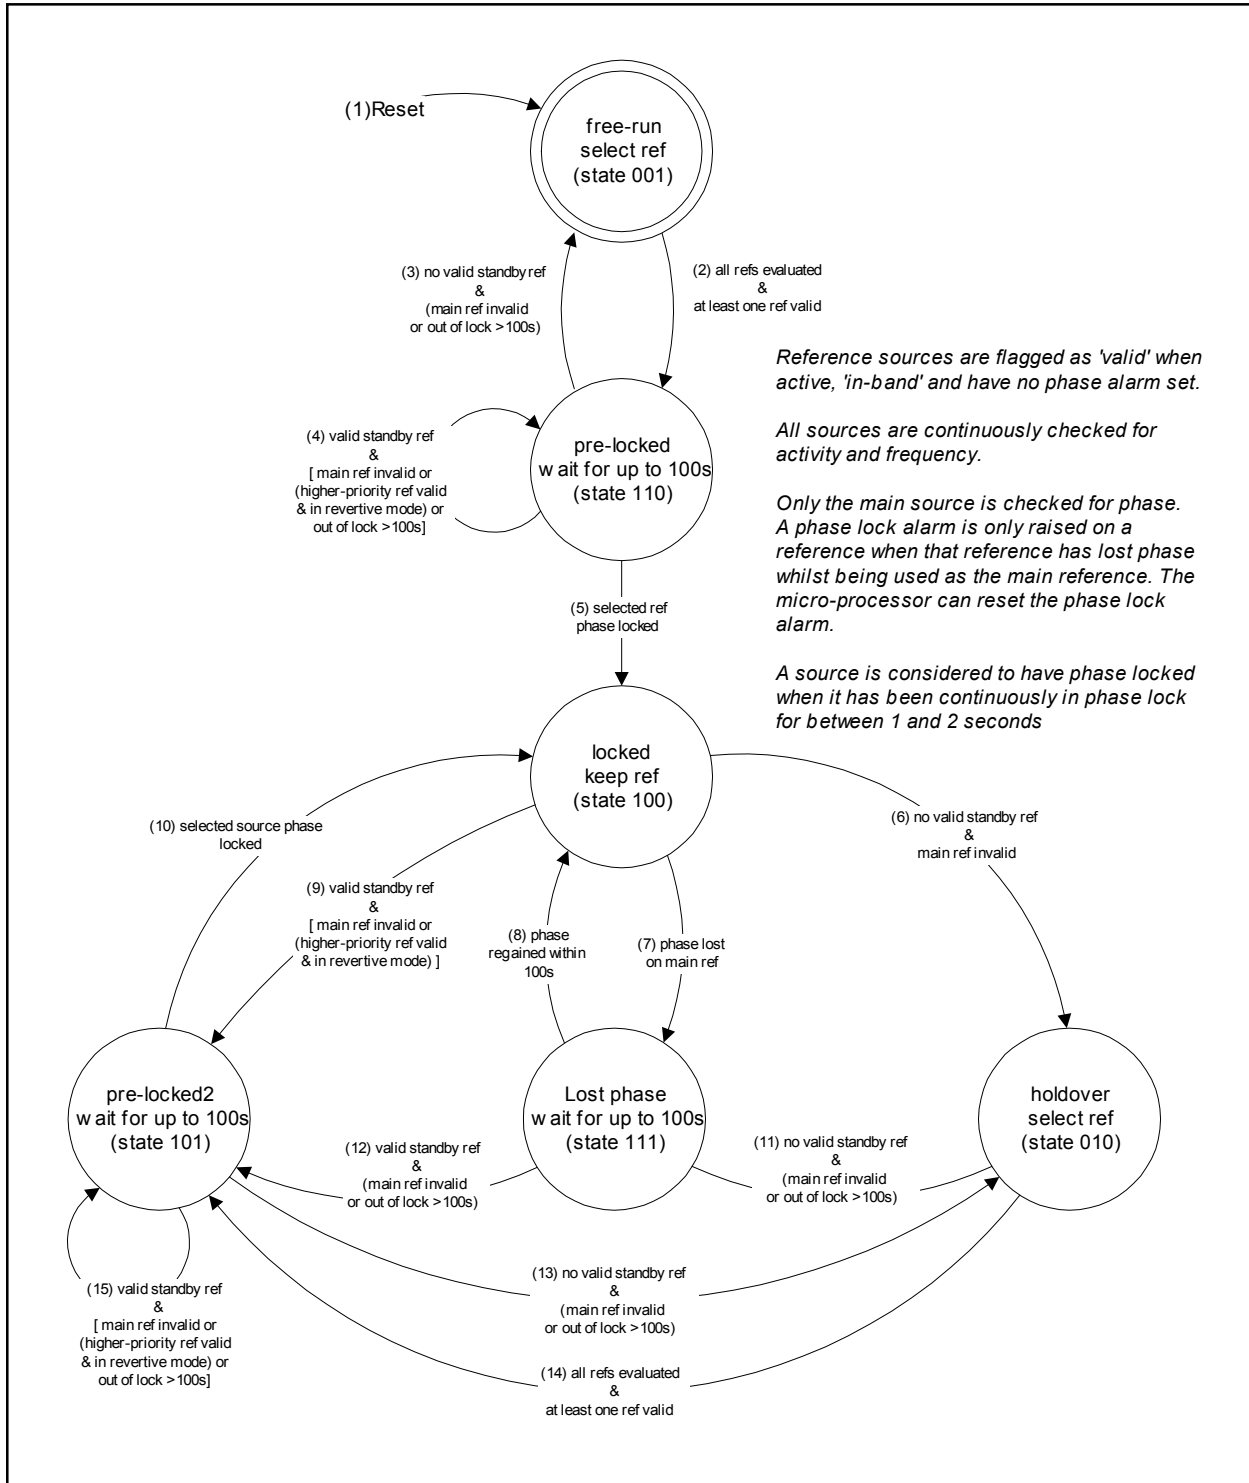 (1)Reset
free-run
select ref
(state 001)
(3) no valid standby ref
&
(main ref invalid
or out of lock >100s)
(2) all refs evaluated
&
at least one ref valid
Reference sources are flagged as 'valid' when
active, 'in-band' and have no phase alarm set.
All sources are continuously checked for
activity and frequency.
Only the main source is checked for phase.
A phase lock alarm is only raised on a
reference when that reference has lost phase
whilst being used as the main reference. The
micro-processor can reset the phase lock
alarm.
A source is considered to have phase locked
when it has been continuously in phase lock
for between 1 and 2 seconds
(4) valid standby ref
&
[ main ref invalid or
(higher-priority ref valid
& in revertive mode) or
out of lock >100s]
pre-locked
wait for up to 100s
(state 110)
(5) selected ref
phase locked
locked
keep ref
(state 100)
(10) selected source phase
locked
(6) no valid standby ref
&
main ref invalid
(9) valid standby ref
&
[ main ref invalid or
(higher-priority ref valid
& in revertive mode) ]
(8) phase
regained within
100s
(7) phase lost
on main ref
pre-locked2
wait for up to 100s
(state 101)
Lost phase
wait for up to 100s
(state 111)
holdover
select ref
(state 010)
(12) valid standby ref
&
(main ref invalid
or out of lock >100s)
(11) no valid standby ref
&
(main ref invalid
or out of lock >100s)
(15) valid standby ref
&
[ main ref invalid or
(higher-priority ref valid
& in revertive mode) or
out of lock >100s]
(13) no valid standby ref
&
(main ref invalid
or out of lock >100s)
(14) all refs evaluated
&
at least one ref valid